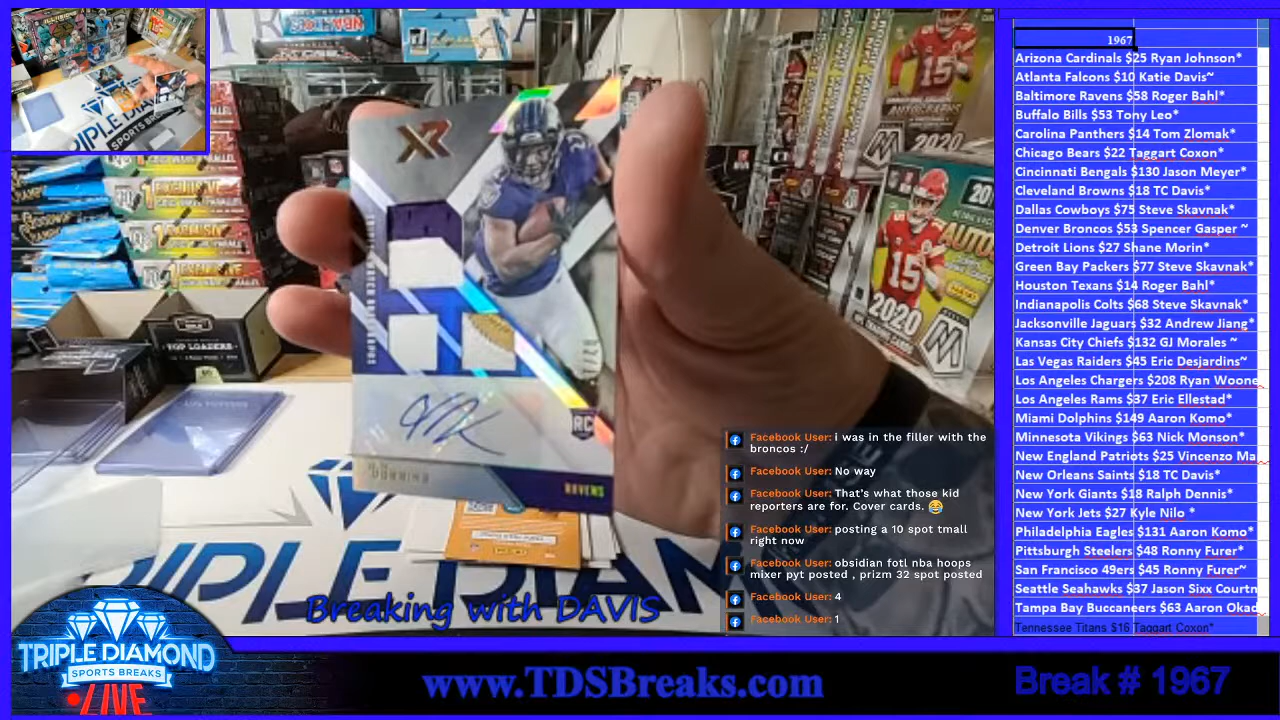 1967
Arizona Cardinals $25 Ryan Johnson*
Atlanta Falcons $10 Katie Davis~
Baltimore Ravens $58 Roger Bahl*
Buffalo Bills $53 Tony Leo*
Carolina Panthers $14 Tom Zlomak*
Chicago Bears $22 Taggart Coxon*
Cincinnati Bengals $130 Jason Meyer*
Cleveland Browns $18 TC Davis*
Dallas Cowboys $75 Steve Skavnak*
Denver Broncos $53 Spencer Gasper ~
Detroit Lions $27 Shane Morin*
Green Bay Packers $77 Steve Skavnak*
Houston Texans $14 Roger Bahl*
Indianapolis Colts $68 Steve Skavnak*
Jacksonville Jaguars $32 Andrew Jiang*
Kansas City Chiefs $132 GJ Morales ~
Las Vegas Raiders $45 Eric Desjardins~
Los Angeles Chargers $208 Ryan Woone
Los Angeles Rams $37 Eric Ellestad*
Miami Dolphins $149 Aaron Komo*
Minnesota Vikings $63 Nick Monson*
New England Patriots $25 Vincenzo Ma
New Orleans Saints $18 TC Davis*
New York Giants $18 Ralph Dennis*
New York Jets $27 Kyle Nilo *
Philadelphia Eagles $131 Aaron Komo*
Pittsburgh Steelers $48 Ronny Furer*
San Francisco 49ers $45 Ronny Furer~
Seattle Seahawks $37 Jason Sixx Courtn
Tampa Bay Buccaneers $63 Aaron Okad
Tennessee Titans $16 Taggart Coxon*
XR
RC
RAVENS
TOP LOADERS
15
2020
15
2020
AUTO
Facebook User: i was in the filler with the
broncos :/
Facebook User: No way
Facebook User: That's what those kid
reporters are for. Cover cards. 😂
Facebook User: posting a 10 spot tmall
right now
Facebook User: obsidian fotl nba hoops
mixer pyt posted , prizm 32 spot posted
Facebook User: 4
Facebook User: 1
Breaking with DAVIS
TRIPLE DIAMOND
SPORTS BREAKS
LIVE
www.TDSBreaks.com
Break # 1967